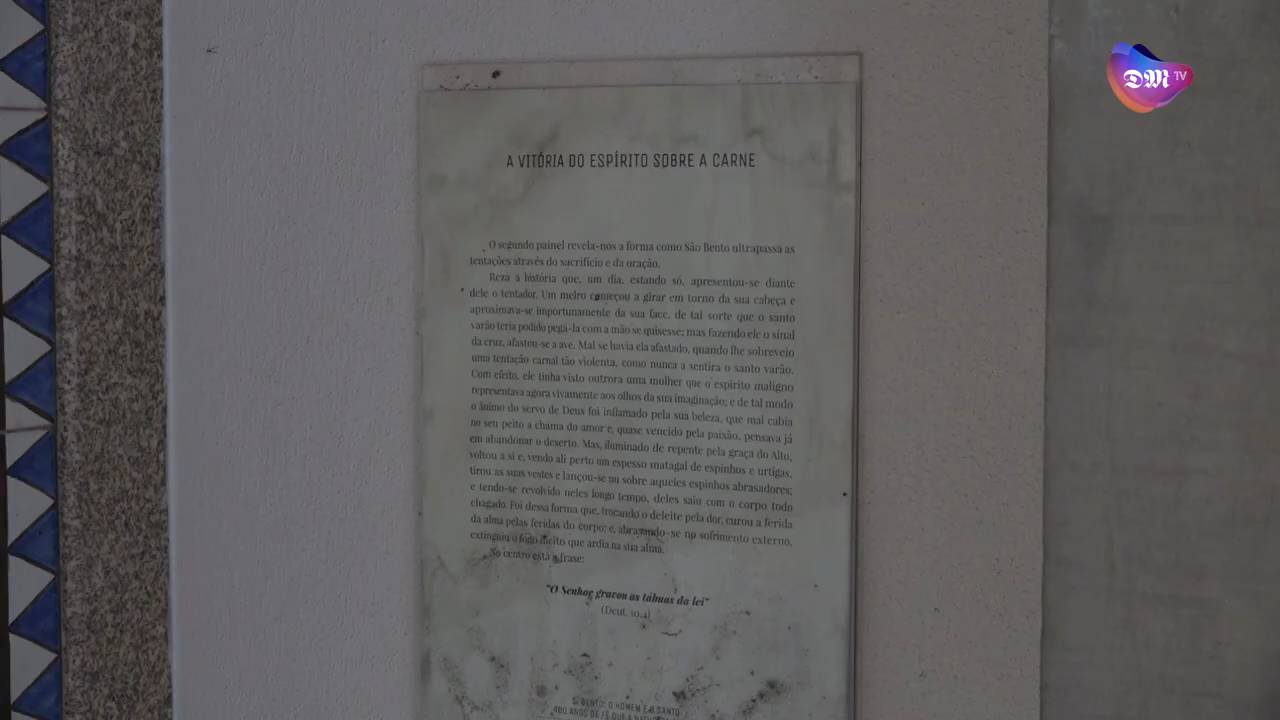 DM TV
A VITÓRIA DO ESPÍRITO SOBRE A CARNE
O segundo painel revela-nos a forma como São Bento ultrapassa as
tentações através do sacrifício e da oração.
Reza a história que, um dia, estando só, apresentou-se diante
dele o tentador. Um melro começou a girar em torno da sua cabeça e
aproximava-se importunamente da sua face, de tal sorte que o santo
varão teria podido pegá-la com a mão se quisesse; mas fazendo ele o sinal
da cruz, afastou-se a ave. Mal se havia ela afastado, quando lhe sobreveio
uma tentação carnal tão violenta, como nunca a sentira o santo varão.
Com efeito, ele tinha visto outrora uma mulher que o espírito maligno
representava agora vivamente aos olhos da sua imaginação; e de tal modo
o ânimo do servo de Deus foi inflamado pela sua beleza, que mal cabia
no seu peito a chama do amor e, quase vencido pela paixão, pensava já
em abandonar o deserto. Mas, iluminado de repente pela graça do Alto,
voltou a si e, vendo ali perto um espesso matagal de espinhos e urtigas,
tirou as suas vestes e lançou-se nu sobre aqueles espinhos abrasadores;
e tendo-se revolvido neles longo tempo, deles saiu com o corpo todo
chagado. Foi dessa forma que, trocando o deleite pela dor, curou a ferida
da alma pelas feridas do corpo; e, abrasando-se no sofrimento externo,
extinguiu o fogo ilícito que ardia na sua alma.
No centro está a frase:
"O Senhor gravou as tábuas da lei"
(Deut. 10,4)
S. BENTO: O HOMEM E O SANTO
400 ANOS DE FÉ QUE A